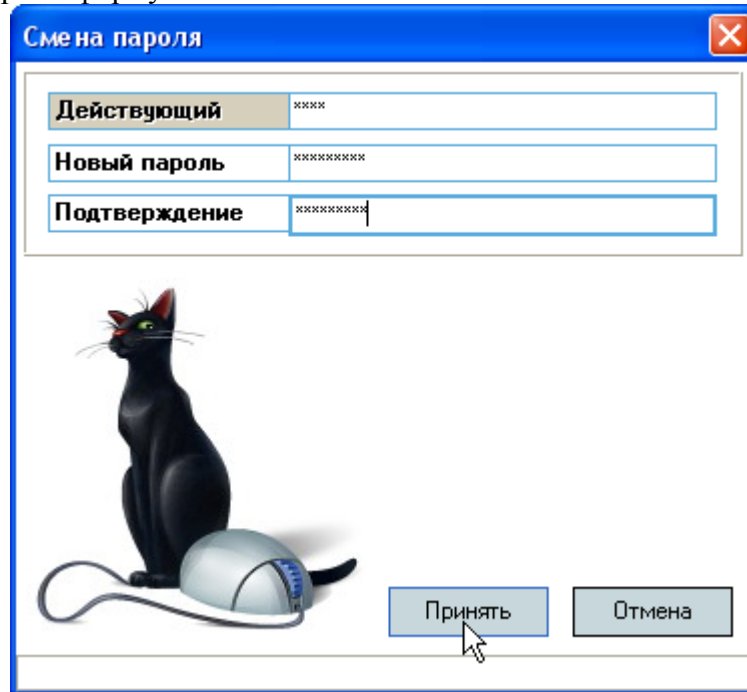 Смена пароля
Действующий ****
Новый пароль *********
Подтверждение *********
Принять Отмена